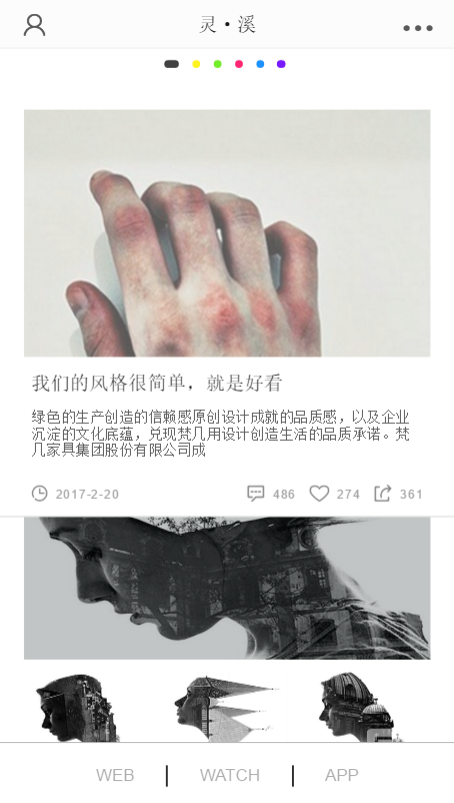 灵·溪
我们的风格很简单，就是好看
绿色的生产创造的信赖感原创设计成就的品质感，以及企业
沉淀的文化底蕴，兑现梵几用设计创造生活的品质承诺。梵
几家具集团股份有限公司成
2017-2-20 486 274 361
WEB | WATCH | APP